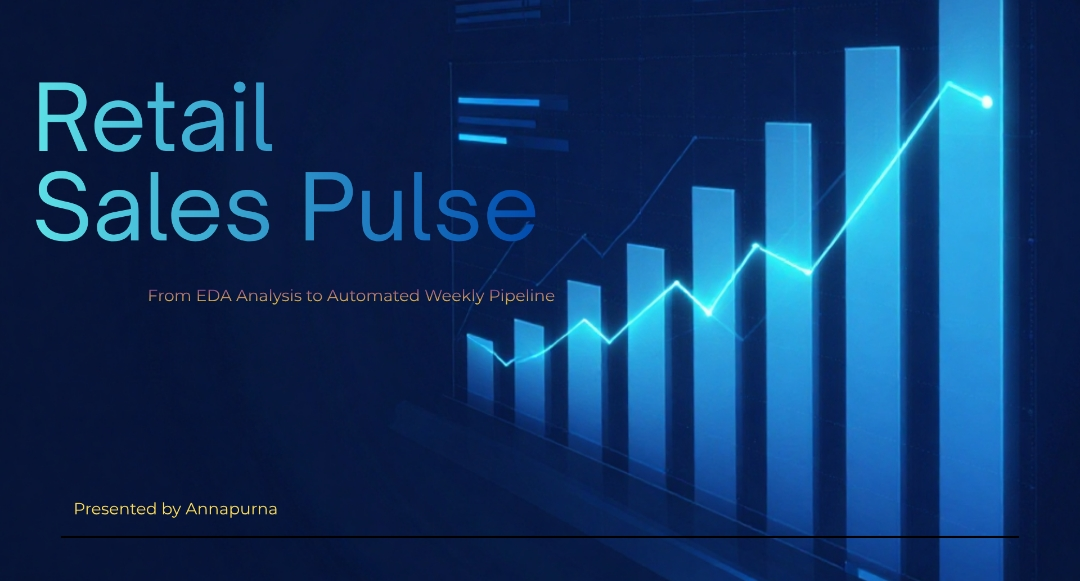 Retail
Sales Pulse
From EDA Analysis to Automated Weekly Pipeline
Presented by Annapurna